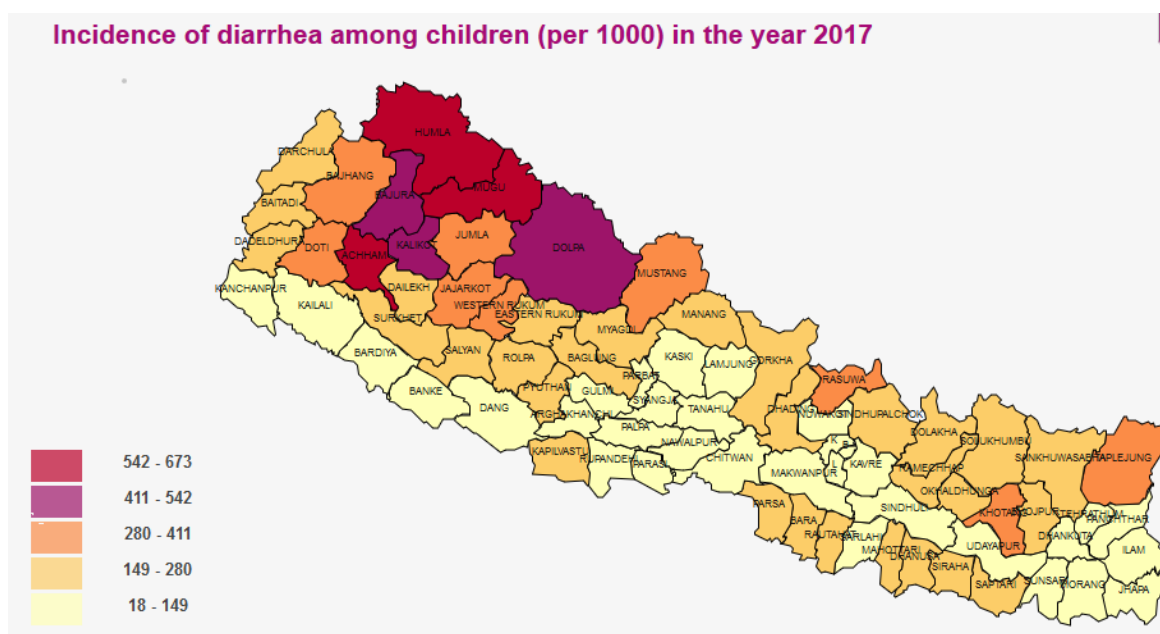 Incidence of diarrhea among children (per 1000) in the year 2017
HUMLA
DARCHULA
BAJHANG
MUGU
BAJURA
BAITADI
DADELDHURA
DOTI
ACHHAM
KALIKO
JUMLA
DOLPA
MUSTANG
KANCHANPUR
KAILALI
DAILEKH
JAJARKOT
WESTERN RUKUM
EASTERN RUKUM
SURKHET
MYAGDI
MANANG
BARDIYA
SALYAN
ROLPA
BAGLUNG
KASKI
LAMJUNG
GORKHA
PARBAT
RASUWA
BANKE
PYUTHAN
GULMI
SYANGJA
DANG
ARGHAKHANCHI
TANAHU
DHADING
NUWAKOT
SINDHUPALCHOK
PALPA
NAWALPUR
DOLAKHA
SOLUKHUMBU
KAPILVASTU
RUPANDEHI
PARASI
CHITWAN
K
B
L
KAVRE
MAKWANPUR
RAMECHHAP
SANKHUWASABHA
TAPLEJUNG
OKHALDHUNGA
PARSA
BARA
RAUTAHAT
SINDHULI
KHOTANG
BHOJPUR
TEHRATHUM
PANCHTHAR
SARLAHI
MAHOTTARI
DHANUSA
SIRAHA
UDAYAPUR
DHANKUTA
ILAM
SAPTARI
SUNSARI
MORANG
JHAPA
542 - 673
411 - 542
280 - 411
149 - 280
18 - 149